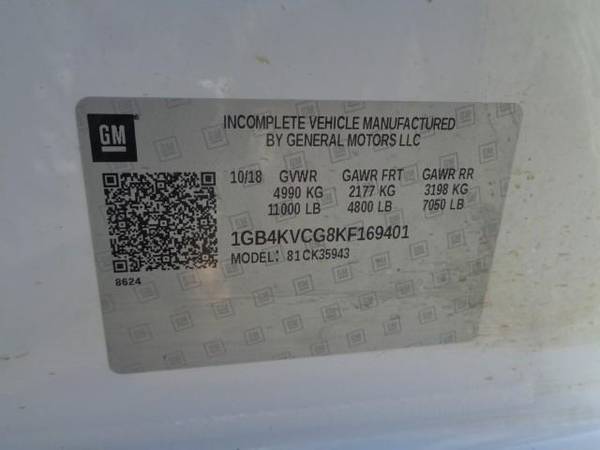 GM
INCOMPLETE VEHICLE MANUFACTURED
BY GENERAL MOTORS LLC
10/18 GVWR GAWR FRT GAWR RR
4990 KG 2177 KG 3198 KG
11000 LB 4800 LB 7050 LB
1GB4KVCG8KF169401
MODEL: 81CK35943
8624